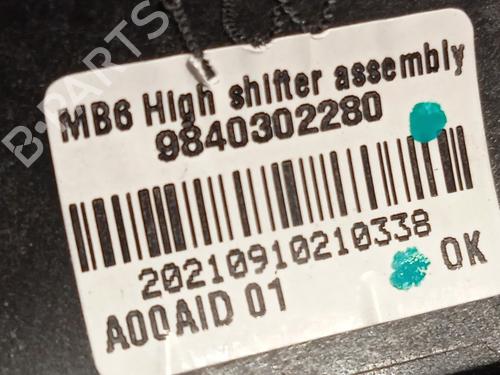 B-PARTS
MB6 High shifter assembly
9840302280
20210910210338
A00AID 01
OK